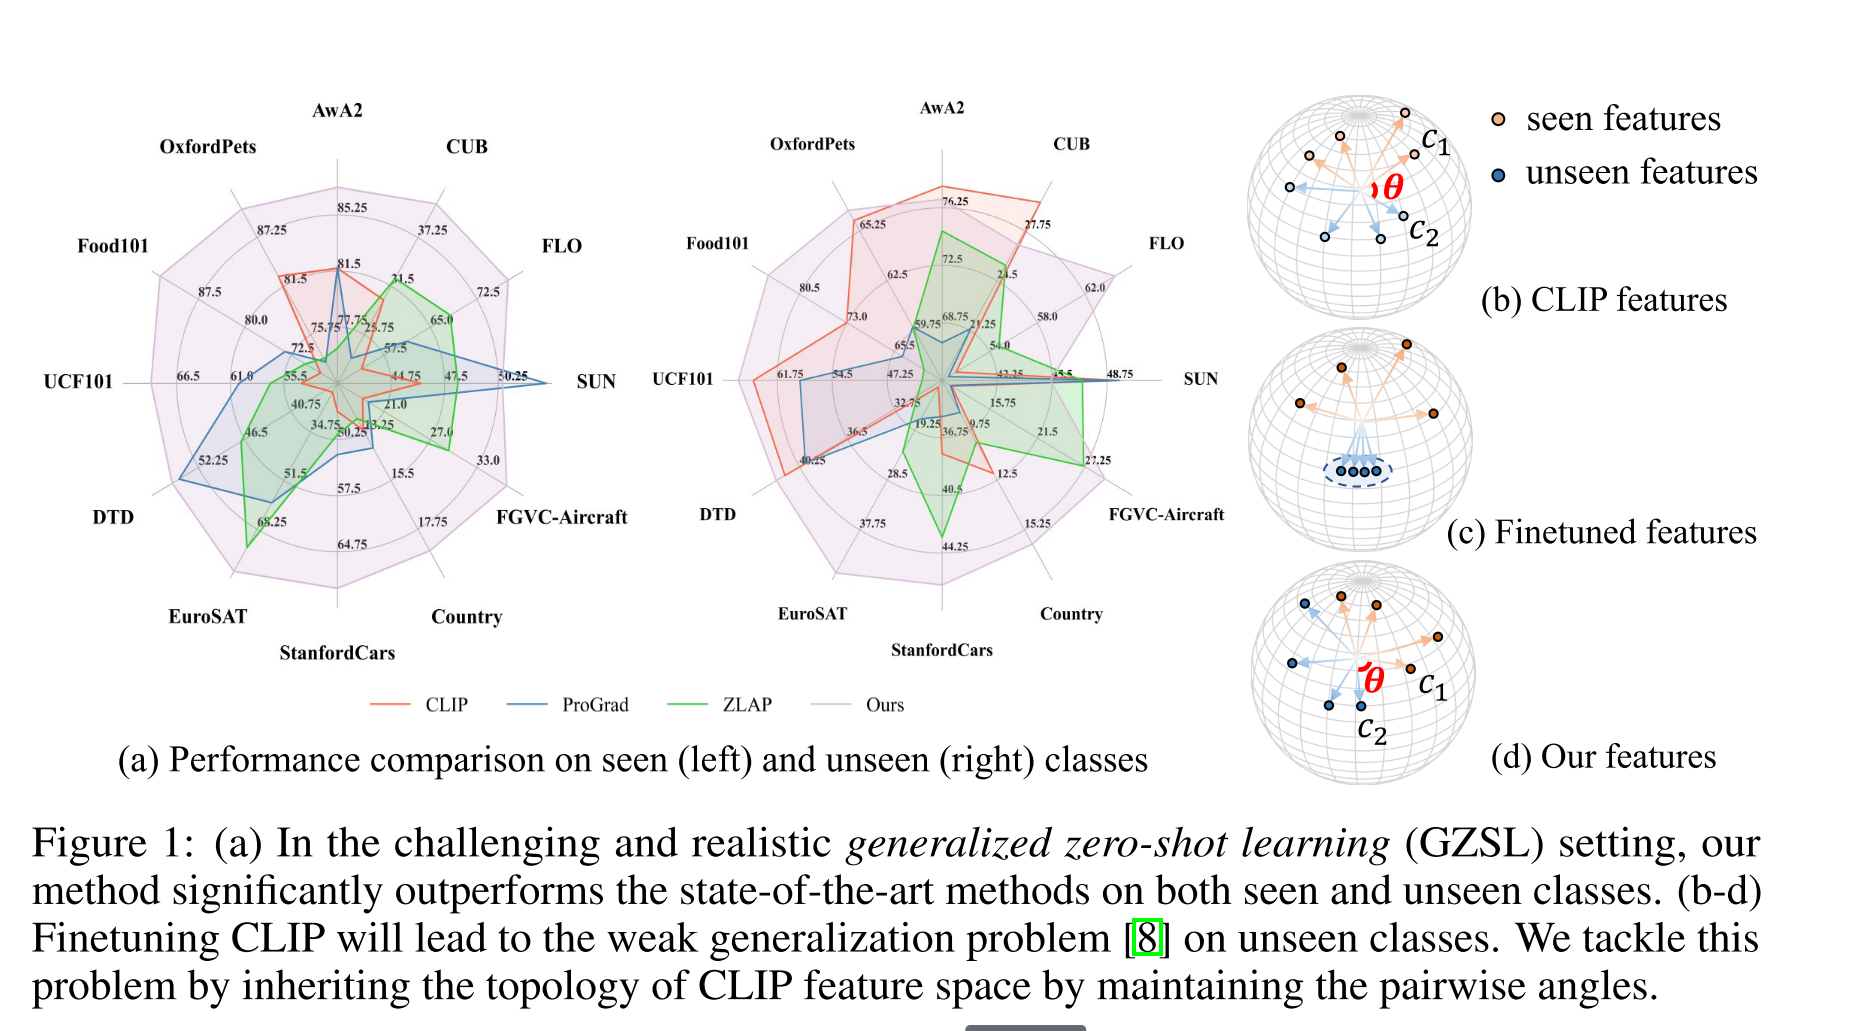 AwA2
OxfordPets
CUB
85.25
87.25
37.25
Food101
FLO
81.5
81.5
31.5
87.5
72.5
80.0
65.0
75.75
77.75
25.75
72.5
57.5
UCF101
66.5
61.0
55.5
44.75
47.5
50.25
SUN
40.75
21.0
34.75
50.25
13.25
46.5
27.0
52.25
51.5
15.5
33.0
57.5
DTD
FGVC-Aircraft
68.25
17.75
64.75
EuroSAT
Country
StanfordCars
AwA2
OxfordPets
CUB
76.25
65.25
27.75
Food101
FLO
72.5
62.5
24.5
80.5
62.0
73.0
58.0
59.75
68.75
21.25
65.5
54.0
UCF101
61.75
54.5
47.25
42.25
45.5
48.75
SUN
32.75
15.75
19.25
36.75
9.75
36.5
21.5
40.25
28.5
12.5
27.25
40.5
DTD
FGVC-Aircraft
37.75
15.25
44.25
EuroSAT
Country
StanfordCars
CLIP
ProGrad
ZLAP
Ours
(a) Performance comparison on seen (left) and unseen (right) classes
seen features
unseen features
c1
θ
c2
(b) CLIP features
(c) Finetuned features
θ
c1
c2
(d) Our features
Figure 1: (a) In the challenging and realistic generalized zero-shot learning (GZSL) setting, our
method significantly outperforms the state-of-the-art methods on both seen and unseen classes. (b-d)
Finetuning CLIP will lead to the weak generalization problem [8] on unseen classes. We tackle this
problem by inheriting the topology of CLIP feature space by maintaining the pairwise angles.